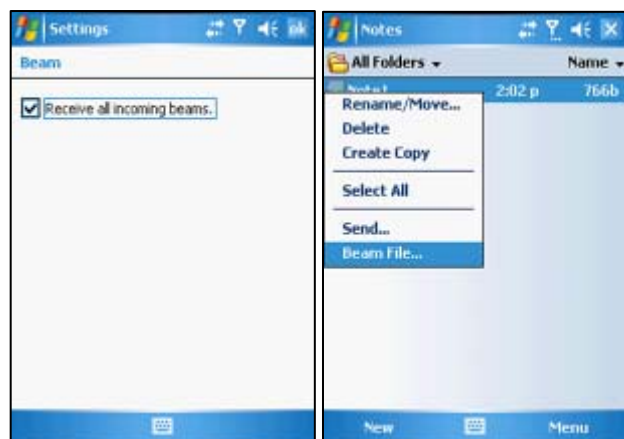 Settings
ok
Beam
Receive all incoming beams.
Notes
All Folders
Name
Note1 2:02 p 766b
Rename/Move...
Delete
Create Copy
Select All
Send...
Beam File...
New
Menu